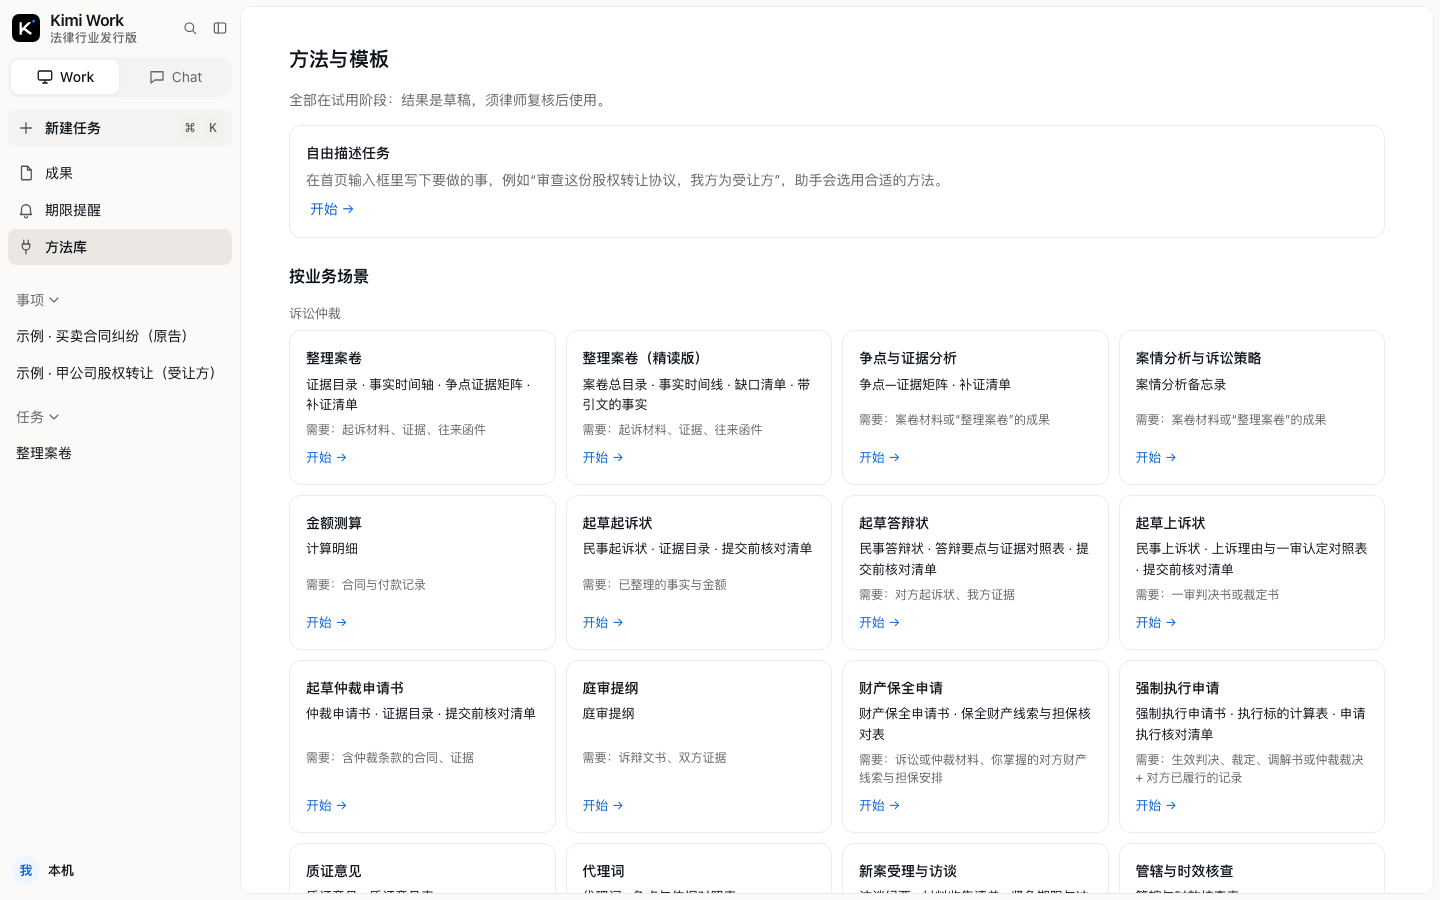 Kimi Work
法律行业发行版
Work
Chat
新建任务
⌘ K
成果
期限提醒
方法库
事项
示例 · 买卖合同纠纷（原告）
示例 · 甲公司股权转让（受让方）
任务
整理案卷
我
本机
方法与模板
全部在试用阶段：结果是草稿，须律师复核后使用。
自由描述任务
在首页输入框里写下要做的事，例如“审查这份股权转让协议，我方为受让方”，助手会选用合适的方法。
开始 →
按业务场景
诉讼仲裁
整理案卷
证据目录 · 事实时间轴 · 争点证据矩阵 ·
补证清单
需要：起诉材料、证据、往来函件
开始 →
整理案卷（精读版）
案卷总目录 · 事实时间线 · 缺口清单 · 带
引文的事实
需要：起诉材料、证据、往来函件
开始 →
争点与证据分析
争点—证据矩阵 · 补证清单
需要：案卷材料或“整理案卷”的成果
开始 →
案情分析与诉讼策略
案情分析备忘录
需要：案卷材料或“整理案卷”的成果
开始 →
金额测算
计算明细
需要：合同与付款记录
开始 →
起草起诉状
民事起诉状 · 证据目录 · 提交前核对清单
需要：已整理的事实与金额
开始 →
起草答辩状
民事答辩状 · 答辩要点与证据对照表 · 提
交前核对清单
需要：对方起诉状、我方证据
开始 →
起草上诉状
民事上诉状 · 上诉理由与一审认定对照表
· 提交前核对清单
需要：一审判决书或裁定书
开始 →
起草仲裁申请书
仲裁申请书 · 证据目录 · 提交前核对清单
需要：含仲裁条款的合同、证据
开始 →
庭审提纲
庭审提纲
需要：诉辩文书、双方证据
开始 →
财产保全申请
财产保全申请书 · 保全财产线索与担保核
对表
需要：诉讼或仲裁材料、你掌握的对方财产
线索与担保安排
开始 →
强制执行申请
强制执行申请书 · 执行标的计算表 · 申请
执行核对清单
需要：生效判决、裁定、调解书或仲裁裁决
+ 对方已履行的记录
开始 →
质证意见
代理词
新案受理与访谈
管辖与时效核查